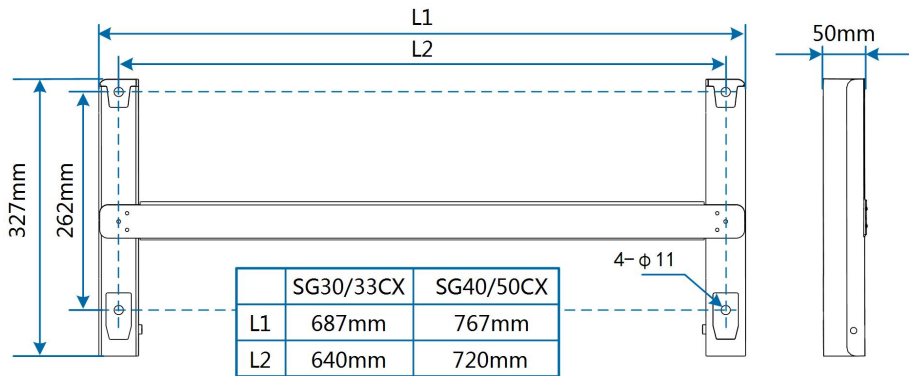 L1
50mm
L2
327mm
262mm
4-φ11
SG30/33CX SG40/50CX
L1 687mm 767mm
L2 640mm 720mm